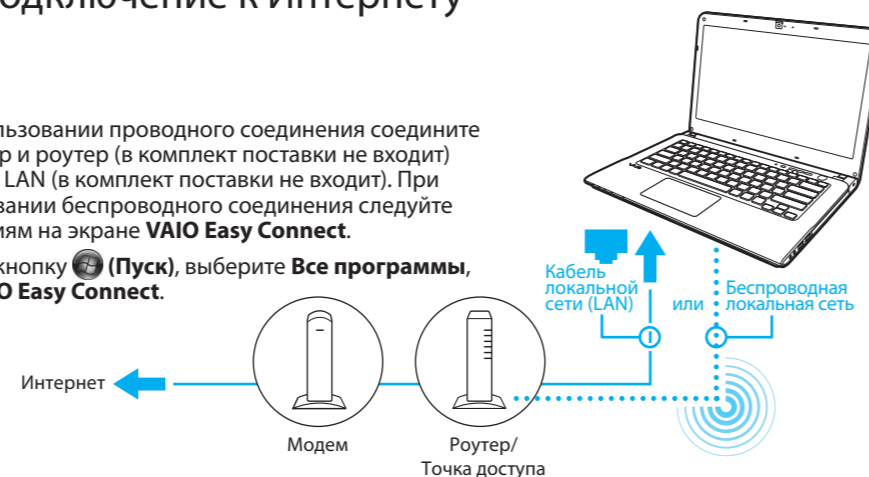 одключение к Интернету
льзовании проводного соединения соедините
р и роутер (в комплект поставки не входит)
LAN (в комплект поставки не входит). При
вании беспроводного соединения следуйте
иям на экране VAIO Easy Connect.
кнопку (Пуск), выберите Все программы,
O Easy Connect.
Кабель
локальной
сети (LAN)
или
Беспроводная
локальная сеть
Интернет
Модем
Роутер/
Точка доступа